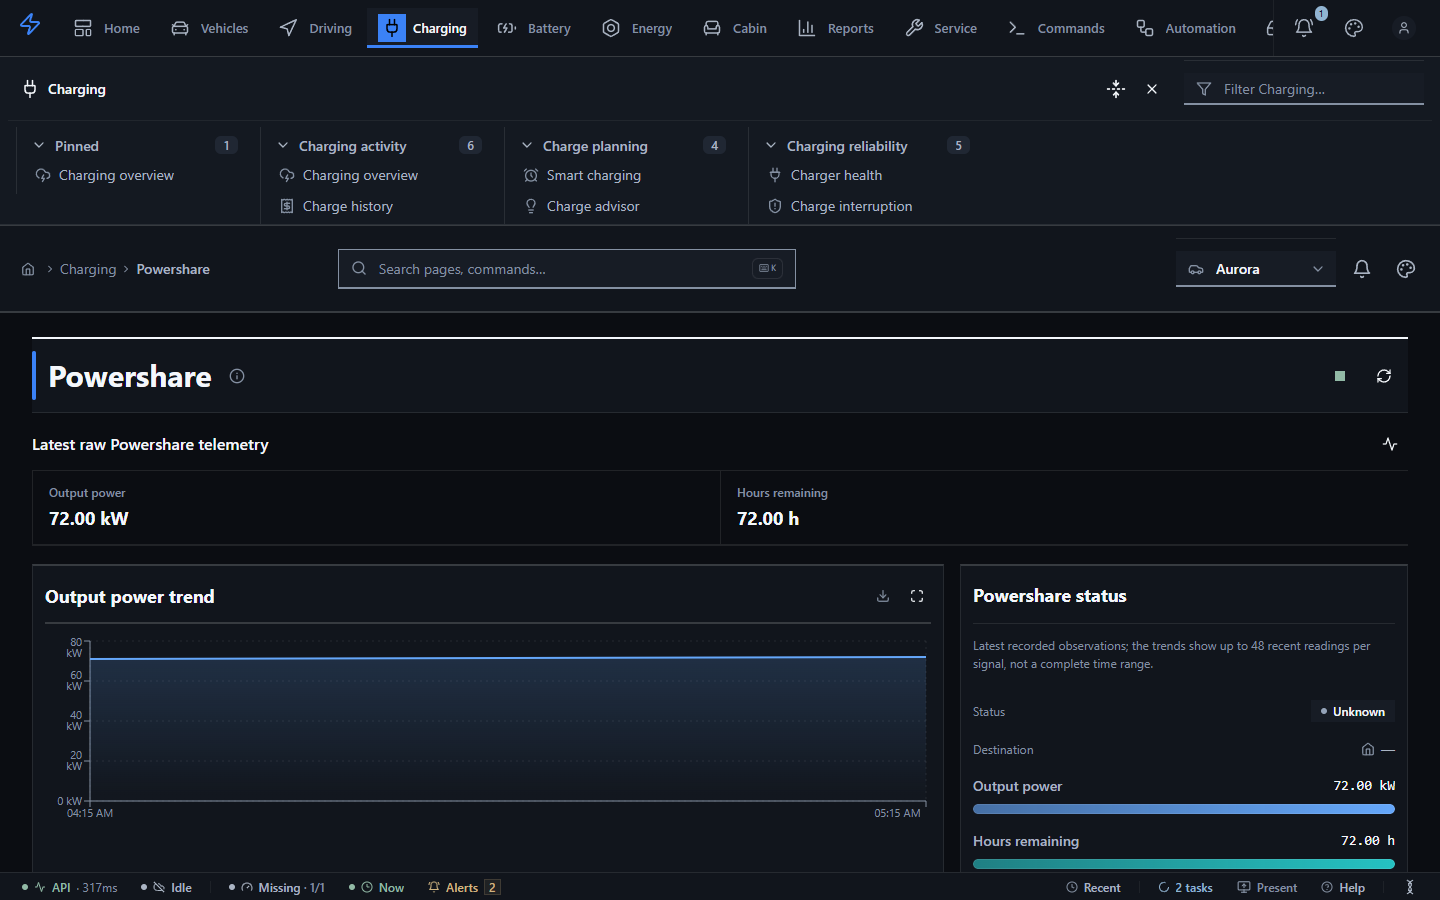 Home
Vehicles
Driving
Charging
Battery
Energy
Cabin
Reports
Service
Commands
Automation
1
Charging
Filter Charging...
Pinned 1
Charging overview
Charging activity 6
Charging overview
Charge history
Charge planning 4
Smart charging
Charge advisor
Charging reliability 5
Charger health
Charge interruption
Charging > Powershare
Search pages, commands... K
Aurora
Powershare
Latest raw Powershare telemetry
Output power
72.00 kW
Hours remaining
72.00 h
Output power trend
80 kW
60 kW
40 kW
20 kW
0 kW
04:15 AM
05:15 AM
Powershare status
Latest recorded observations; the trends show up to 48 recent readings per
signal, not a complete time range.
Status Unknown
Destination —
Output power 72.00 kW
Hours remaining 72.00 h
API · 317ms
Idle
Missing · 1/1
Now
Alerts 2
Recent
2 tasks
Present
Help